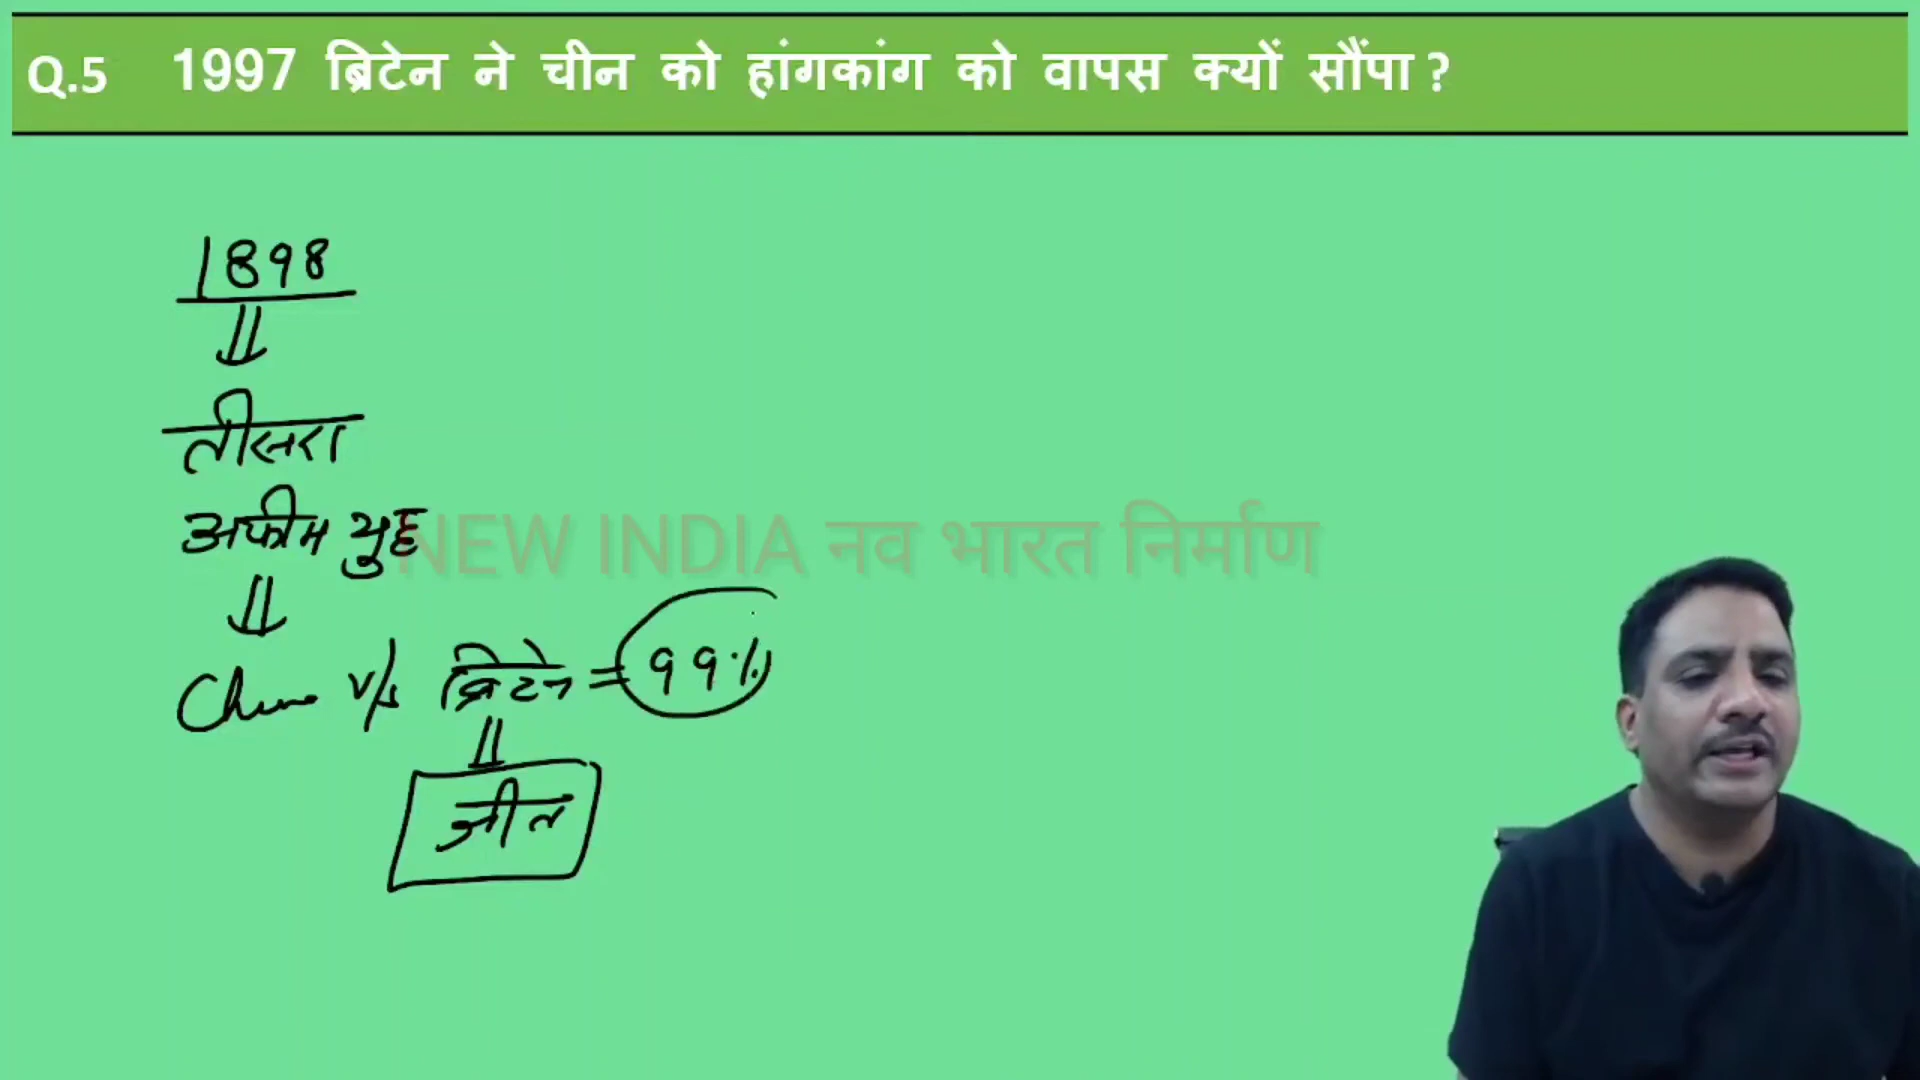 Q.5 1997 ब्रिटेन ने चीन को हांगकांग को वापस क्यों सौंपा ?
1898
तीसरा
अफीम युद्ध
NEW INDIA नव भारत निर्माण
China v/s ब्रिटेन = 99%
जीत